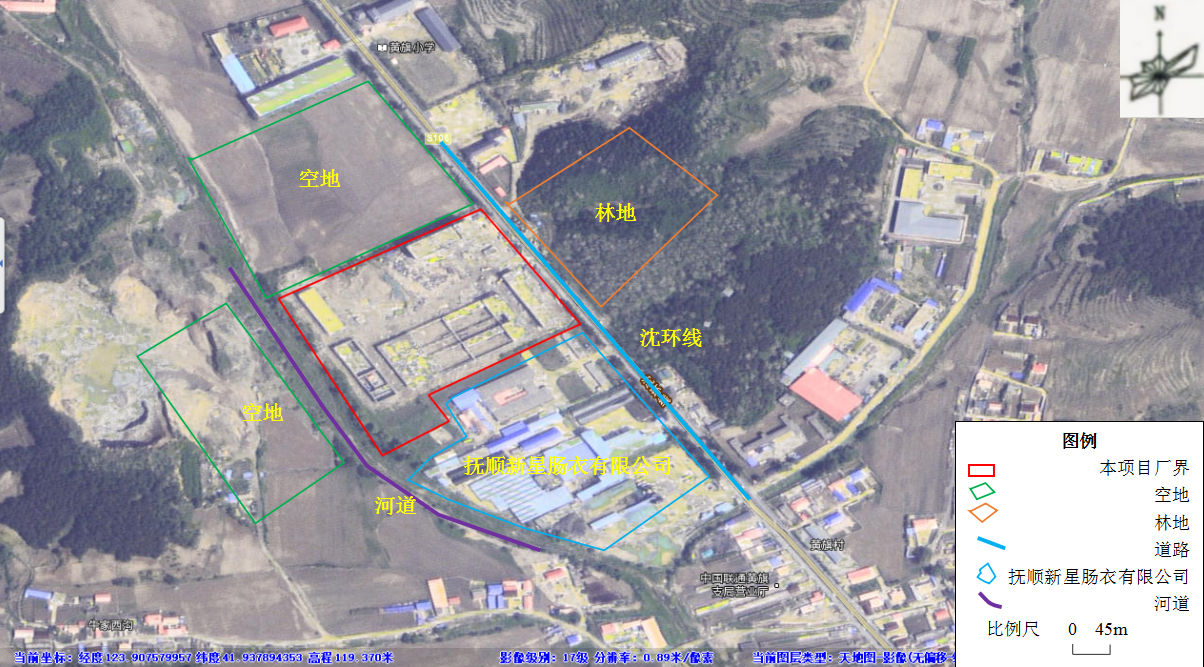 N
黄旗小学
S106
空地
林地
沈环线
空地
抚顺新星肠衣有限公司
河道
黄旗村
中国联通黄旗
支局营业厅
牛家西沟
图例
本项目厂界
空地
林地
道路
抚顺新星肠衣有限公司
河道
比例尺 0 45m
当前坐标：经度123.907579957 纬度41.937894353 高程119.370米
影像级别：17级 分辨率：0.89米/像素
当前图层类型：天地图-影像(无偏移-